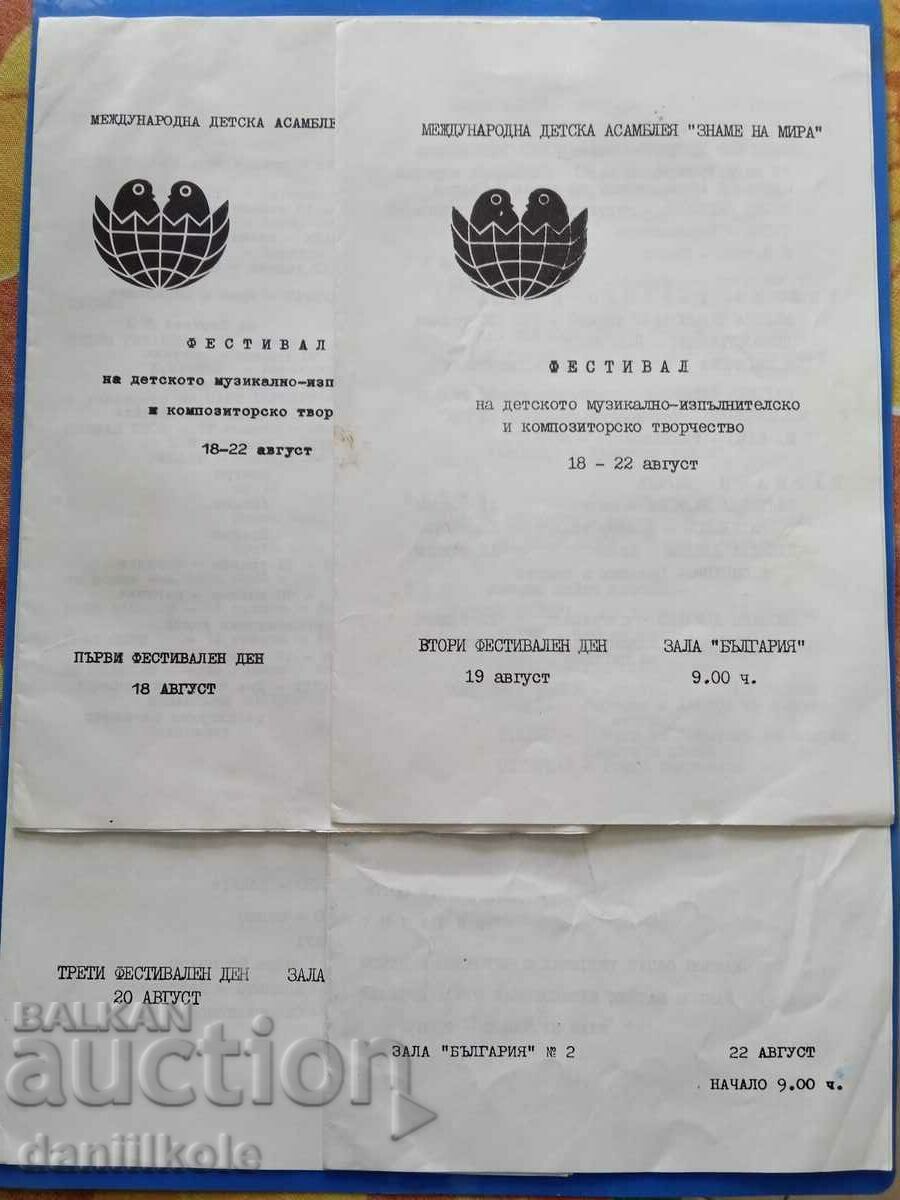 МЕЖДУНАРОДНА ДЕТСКА АСАМБЛЕ
ФЕСТИВАЛ
на детското музикално-изп
и композиторско твор
18-22 август
ПЪРВИ ФЕСТИВАЛЕН ДЕН
18 АВГУСТ
МЕЖДУНАРОДНА ДЕТСКА АСАМБЛЕЯ "ЗНАМЕ НА МИРА"
ФЕСТИВАЛ
на детското музикално-изпълнителско
и композиторско творчество
18 - 22 август
ВТОРИ ФЕСТИВАЛЕН ДЕН ЗАЛА "БЪЛГАРИЯ"
19 август 9.00 ч.
ТРЕТИ ФЕСТИВАЛЕН ДЕН ЗАЛА
20 АВГУСТ
ЗАЛА "БЪЛГАРИЯ" № 2 22 АВГУСТ
НАЧАЛО 9.00 ч.
BALKAN
auction
daniilkole